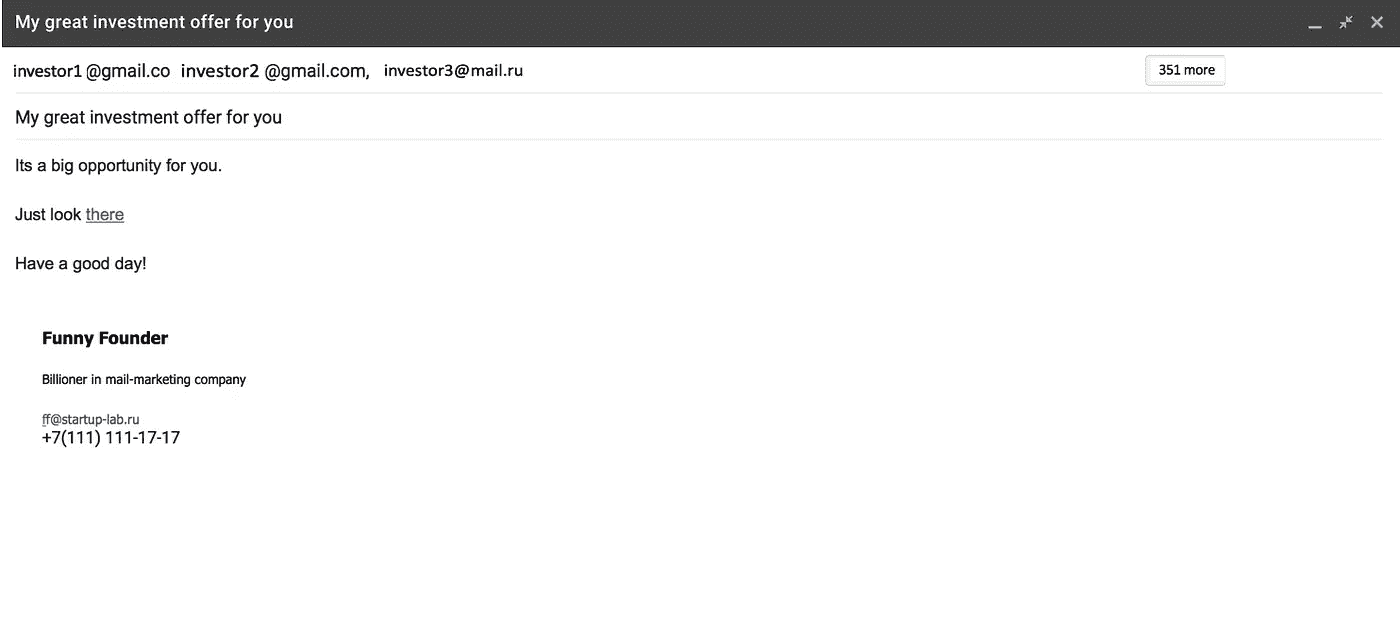 My great investment offer for you
investor1 @gmail.co investor2 @gmail.com, investor3@mail.ru 351 more
My great investment offer for you
Its a big opportunity for you.
Just look there
Have a good day!
Funny Founder
Billioner in mail-marketing company
ff@startup-lab.ru
+7(111) 111-17-17